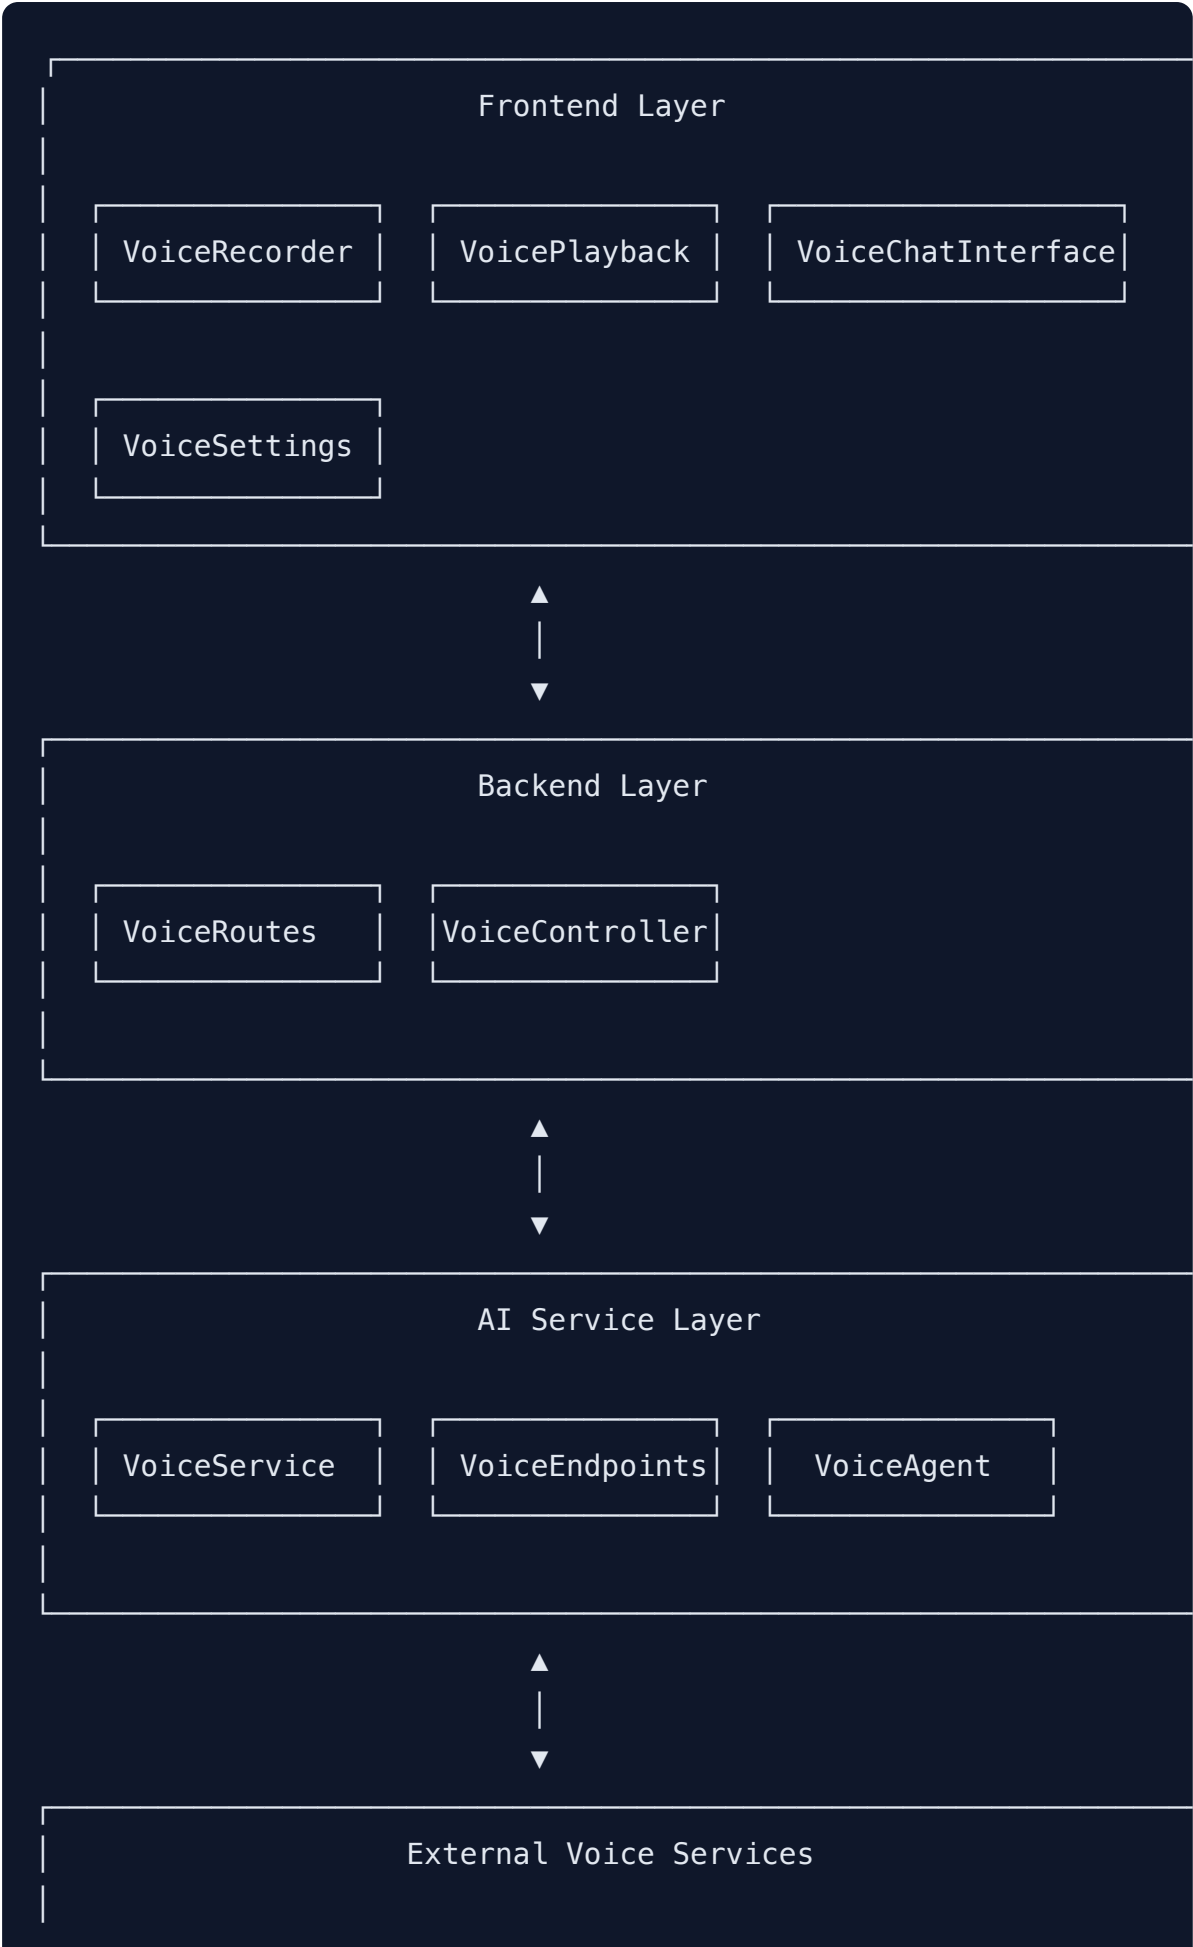 Frontend Layer
VoiceRecorder VoicePlayback VoiceChatInterface
VoiceSettings
Backend Layer
VoiceRoutes VoiceController
AI Service Layer
VoiceService VoiceEndpoints VoiceAgent
External Voice Services